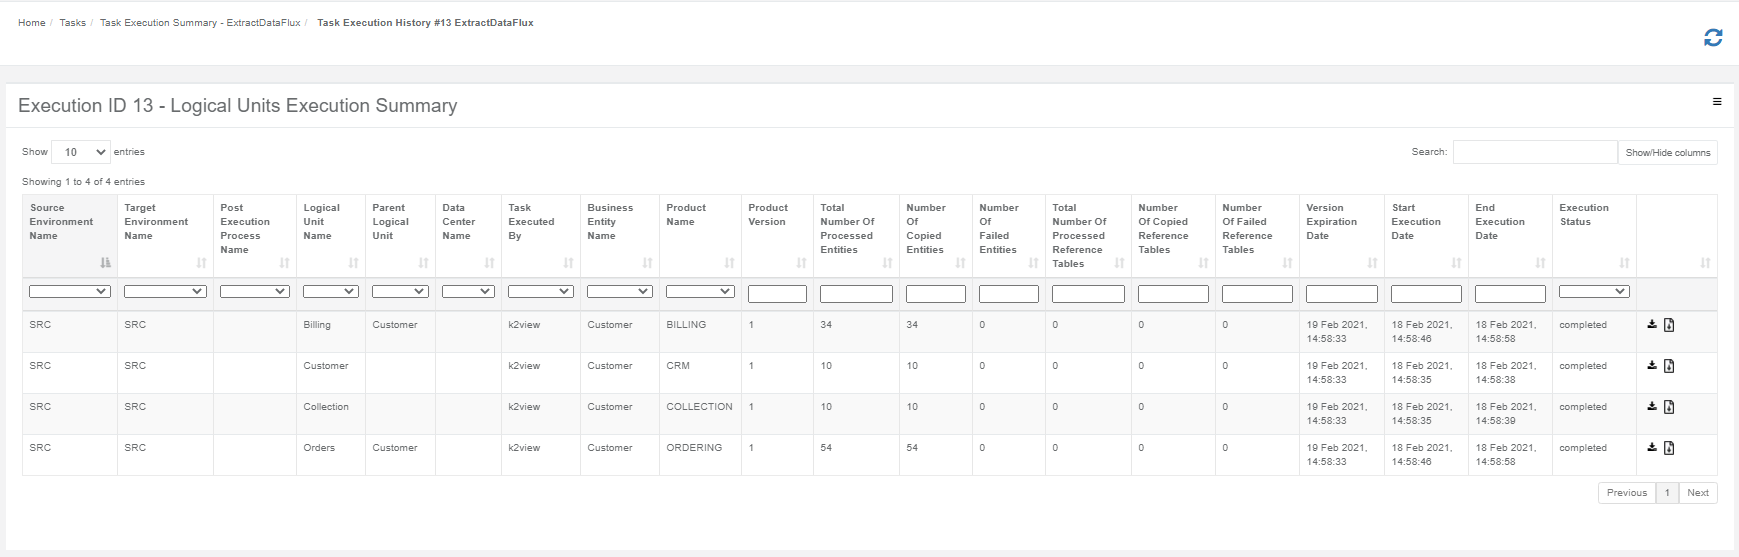 Home / Tasks / Task Execution Summary - ExtractDataFlux / Task Execution History #13 ExtractDataFlux
Execution ID 13 - Logical Units Execution Summary
Show 10 entries
Search: Show/Hide columns
Showing 1 to 4 of 4 entries
Source Environment Name
Target Environment Name
Post Execution Process Name
Logical Unit Name
Parent Logical Unit
Data Center Name
Task Executed By
Business Entity Name
Product Name
Product Version
Total Number Of Processed Entities
Number Of Copied Entities
Number Of Failed Entities
Total Number Of Processed Reference Tables
Number Of Copied Reference Tables
Number Of Failed Reference Tables
Version Expiration Date
Start Execution Date
End Execution Date
Execution Status
SRC SRC Billing Customer k2view Customer BILLING 1 34 34 0 0 0 0 19 Feb 2021, 18 Feb 2021, 18 Feb 2021, completed
14:58:33 14:58:46 14:58:58
SRC SRC Customer k2view Customer CRM 1 10 10 0 0 0 0 19 Feb 2021, 18 Feb 2021, 18 Feb 2021, completed
14:58:33 14:58:35 14:58:38
SRC SRC Collection k2view Customer COLLECTION 1 10 10 0 0 0 0 19 Feb 2021, 18 Feb 2021, 18 Feb 2021, completed
14:58:33 14:58:35 14:58:39
SRC SRC Orders Customer k2view Customer ORDERING 1 54 54 0 0 0 0 19 Feb 2021, 18 Feb 2021, 18 Feb 2021, completed
14:58:33 14:58:46 14:58:58
Previous 1 Next